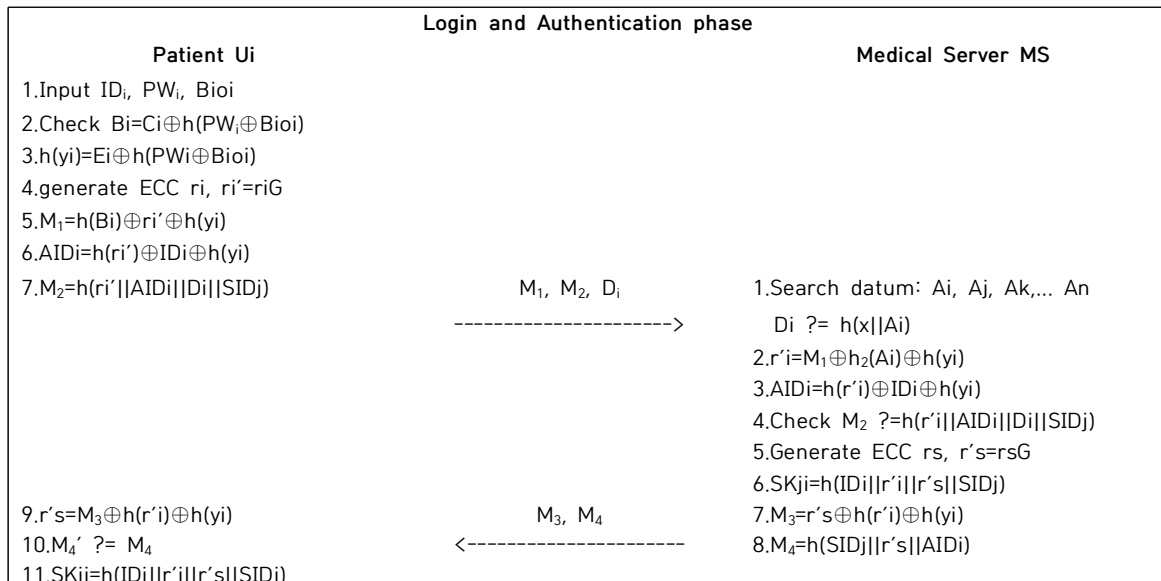 Login and Authentication phase
Patient Ui Medical Server MS
1.Input IDi, PWi, Bioi
2.Check Bi=Ci⊕h(PWi⊕Bioi)
3.h(yi)=Ei⊕h(PWi⊕Bioi)
4.generate ECC ri, ri′=riG
5.M1=h(Bi)⊕ri′⊕h(yi)
6.AIDi=h(ri′)⊕IDi⊕h(yi)
7.M2=h(ri′||AIDi||Di||SIDj) M1, M2, Di 1.Search datum: Ai, Aj, Ak,... An
----------------------> Di ?= h(x||Ai)
2.r′i=M1⊕h2(Ai)⊕h(yi)
3.AIDi=h(r′i)⊕IDi⊕h(yi)
4.Check M2 ?=h(r′i||AIDi||Di||SIDj)
5.Generate ECC rs, r′s=rsG
6.SKji=h(IDi||r′i||r′s||SIDj)
9.r′s=M3⊕h(r′i)⊕h(yi) M3, M4 7.M3=r′s⊕h(r′i)⊕h(yi)
10.M4′ ?= M4 <---------------------- 8.M4=h(SIDj||r′s||AIDi)
11.SKij=h(IDi||r′i||r′s||SIDj)